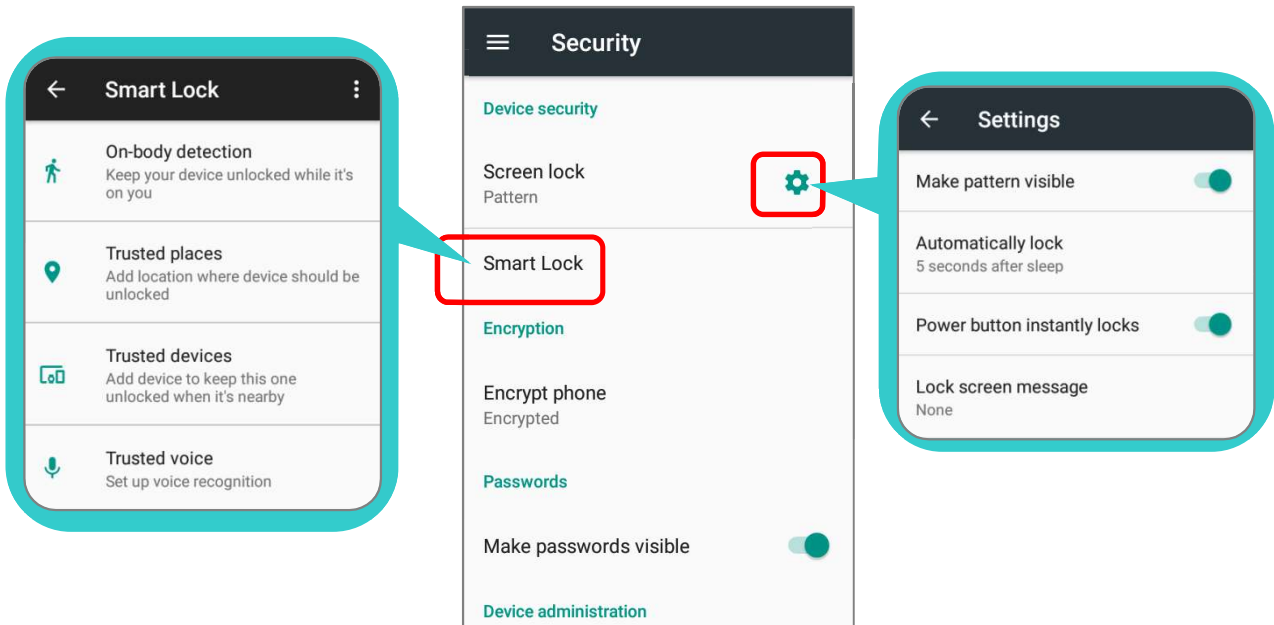 Smart Lock
On-body detection
Keep your device unlocked while it's
on you
Trusted places
Add location where device should be
unlocked
Trusted devices
Add device to keep this one
unlocked when it's nearby
Trusted voice
Set up voice recognition
Security
Device security
Screen lock
Pattern
Smart Lock
Encryption
Encrypt phone
Encrypted
Passwords
Make passwords visible
Device administration
Settings
Make pattern visible
Automatically lock
5 seconds after sleep
Power button instantly locks
Lock screen message
None